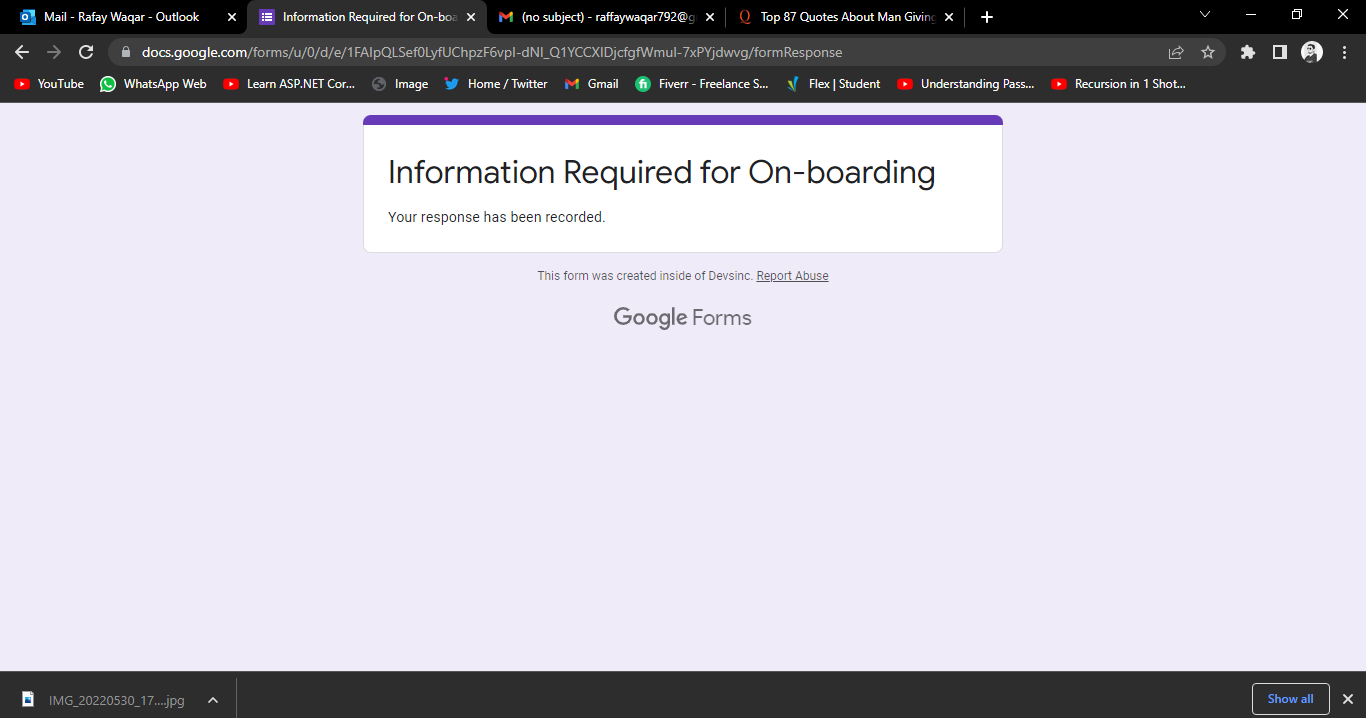 Mail - Rafay Waqar - Outlook
Information Required for On-boa
(no subject) - raffaywaqar792@g
Top 87 Quotes About Man Giving
docs.google.com/forms/u/0/d/e/1FAIpQLSef0LyfUChpzF6vpI-dNI_Q1YCCXIDjcfgfWmuI-7xPYjdwvg/formResponse
YouTube
WhatsApp Web
Learn ASP.NET Cor...
Image
Home / Twitter
Gmail
Fiverr - Freelance S...
Flex | Student
Understanding Pass...
Recursion in 1 Shot...
Information Required for On-boarding
Your response has been recorded.
This form was created inside of Devsinc. Report Abuse
Google Forms
IMG_20220530_17....jpg
Show all